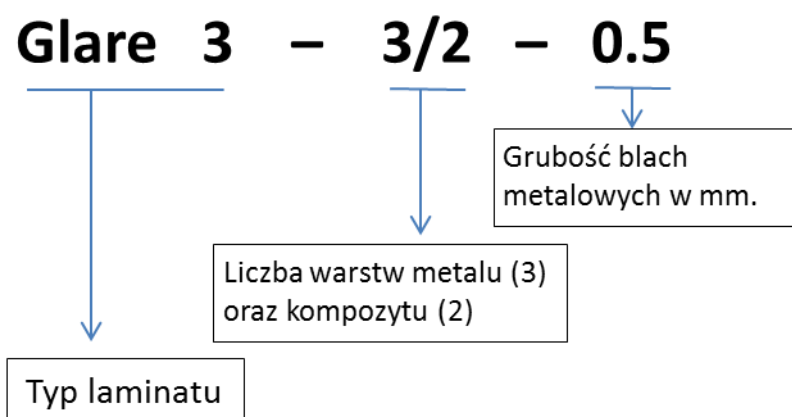 Glare 3 – 3/2 – 0.5
Grubość blach
metalowych w mm.
Liczba warstw metalu (3)
oraz kompozytu (2)
Typ laminatu